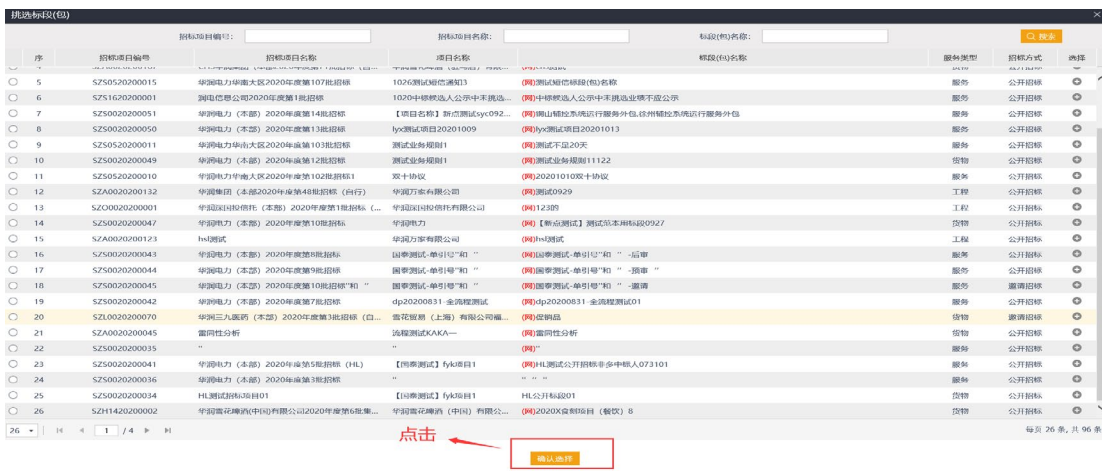 挑选标段(包)
招标项目编号： 招标项目名称： 标段(包)名称： 搜索
序 招标项目编号 招标项目名称 项目名称 标段(包)名称 服务类型 招标方式 选择
5 SZS0520200015 华润电力华南大区2020年度第107批招标 1026测试短信通知3 (网)测试短信标段(包)名称 服务 公开招标
6 SZS1620200001 润电信息公司2020年度第1批招标 1020中标候选人公示中未挑选... (网)中标候选人公示中未挑选业绩不应公示 服务 公开招标
7 SZS0020200051 华润电力（本部）2020年度第14批招标 【项目名称】新点测试syc092... (网)铜山辅控系统运行服务外包,徐州辅控系统运行服务外包 服务 公开招标
8 SZS0020200050 华润电力（本部）2020年度第13批招标 lyx测试项目20201009 (网)lyx测试项目20201013 服务 公开招标
9 SZS0520200011 华润电力华南大区2020年度第103批招标 测试业务规则1 (网)测试不足20天 服务 公开招标
10 SZS0020200049 华润电力（本部）2020年度第12批招标 测试业务规则1 (网)测试业务规则11122 货物 公开招标
11 SZS0520200010 华润电力华南大区2020年度第102批招标1 双十协议 (网)20201010双十协议 服务 公开招标
12 SZA0020200132 华润集团（本部2020年度第48批招标（自行） 华润万家有限公司 (网)测试0929 工程 公开招标
13 SZO0020200001 华润深国投信托（本部）2020年度第1批招标（... 华润深国投信托有限公司 (网)123的 工程 公开招标
14 SZS0020200047 华润电力（本部）2020年度第10批招标 华润电力 (网)【新点测试】测试范本用标段0927 货物 公开招标
15 SZA0020200123 hsl测试 华润万家有限公司 (网)hsl测试 工程 公开招标
16 SZS0020200043 华润电力（本部）2020年度第8批招标 国泰测试-单引号"和 " (网)国泰测试-单引号"和 " -后审 服务 公开招标
17 SZS0020200044 华润电力（本部）2020年度第9批招标 国泰测试-单引号"和 " (网)国泰测试-单引号"和 " -预审 " 服务 公开招标
18 SZS0020200045 华润电力（本部）2020年度第10批招标"和 " 国泰测试-单引号"和 " (网)国泰测试-单引号"和 " -邀请 服务 邀请招标
19 SZS0020200042 华润电力（本部）2020年度第7批招标 dp20200831-全流程测试 (网)dp20200831-全流程测试01 服务 公开招标
20 SZL0020200070 华润三九医药（本部）2020年度第3批招标（自... 雪花贸易（上海）有限公司福... (网)促销品 货物 邀请招标
21 SZA0020200045 雷同性分析 流程测试KAKA一 (网)雷同性分析 货物 公开招标
22 SZS0020200035 " " (网)" 服务 公开招标
23 SZS0020200041 华润电力（本部）2020年度第5批招标（HL） 【国泰测试】fyk项目1 (网)HL测试公开招标非多中标人073101 货物 公开招标
24 SZS0020200036 华润电力（本部）2020年度第3批招标 " " " " 服务 公开招标
25 SZS0020200034 HL测试招标项目01 【国泰测试】fyk项目1 HL公开标段01 货物 公开招标
26 SZH1420200002 华润雪花啤酒(中国)有限公司2020年度第6批集... 华润雪花啤酒（中国）有限公... (网)2020X食刻项目（餐饮）8 货物 公开招标
26 1 / 4 每页 26 条, 共 96 条
点击
确认选择